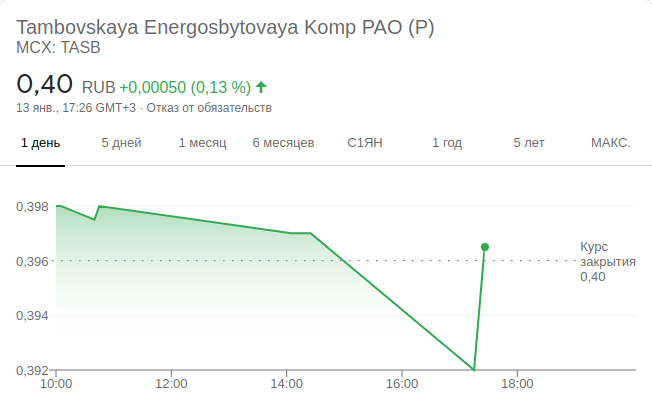 Tambovskaya Energosbytovaya Komp PAO (P)
MCX: TASB
0,40 RUB +0,00050 (0,13 %)
13 янв., 17:26 GMT+3 · Отказ от обязательств
1 день 5 дней 1 месяц 6 месяцев С1ЯН 1 год 5 лет МАКС.
0,398
0,396
0,394
0,392
Курс
закрытия
0,40
10:00 12:00 14:00 16:00 18:00